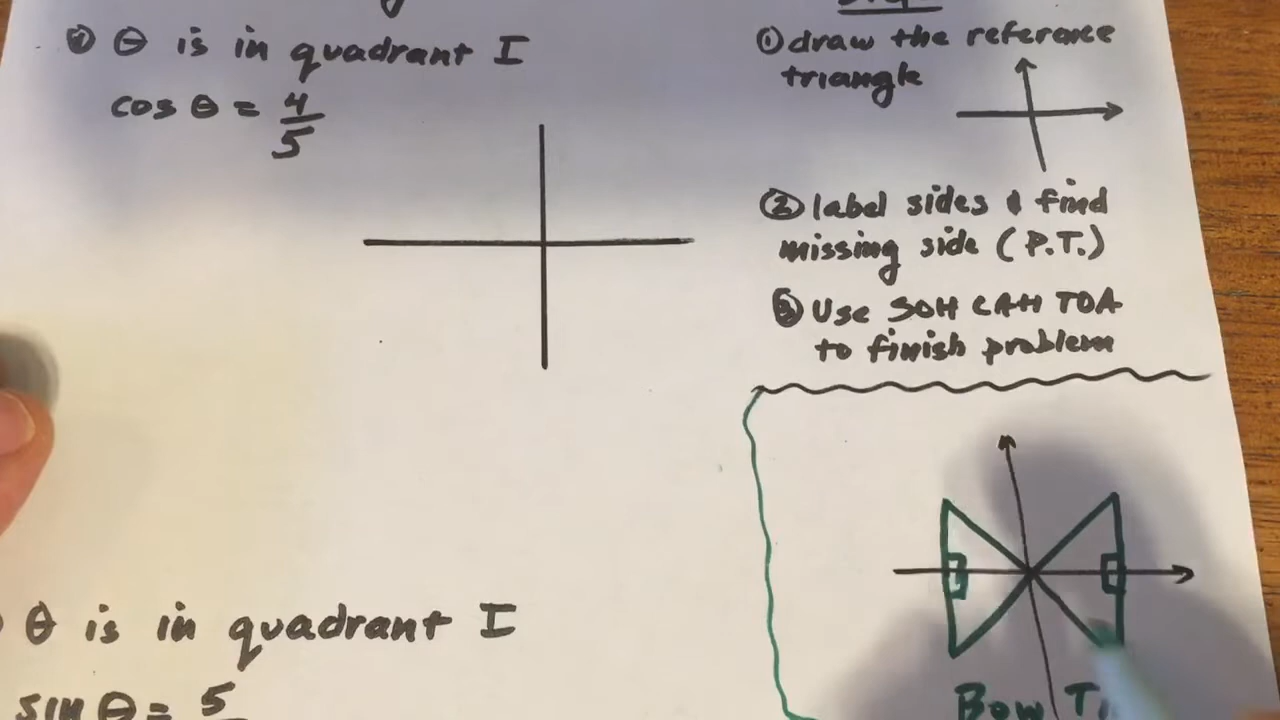 ① θ is in quadrant I
cos θ = 4/5
① draw the reference
triangle
② label sides & find
missing side (P.T.)
③ Use SOH CAH TOA
to finish problem
θ is in quadrant I
sin θ = 5
Bow